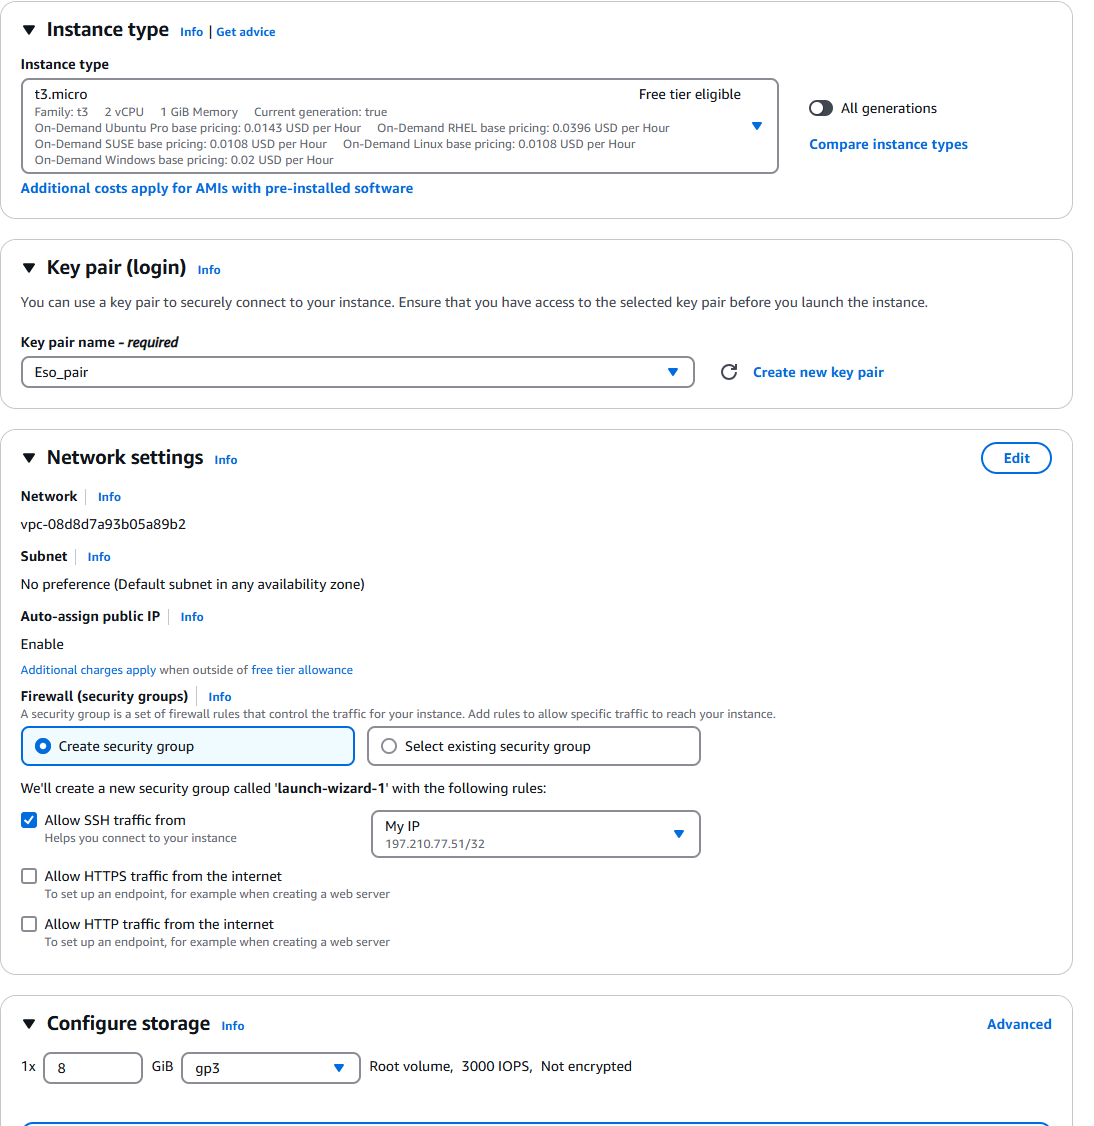 Instance type Info | Get advice
Instance type
t3.micro Free tier eligible
Family: t3 2 vCPU 1 GiB Memory Current generation: true
On-Demand Ubuntu Pro base pricing: 0.0143 USD per Hour On-Demand RHEL base pricing: 0.0396 USD per Hour
On-Demand SUSE base pricing: 0.0108 USD per Hour On-Demand Linux base pricing: 0.0108 USD per Hour
On-Demand Windows base pricing: 0.02 USD per Hour
All generations
Compare instance types
Additional costs apply for AMIs with pre-installed software
Key pair (login) Info
You can use a key pair to securely connect to your instance. Ensure that you have access to the selected key pair before you launch the instance.
Key pair name - required
Eso_pair Create new key pair
Network settings Info Edit
Network Info
vpc-08d8d7a93b05a89b2
Subnet Info
No preference (Default subnet in any availability zone)
Auto-assign public IP Info
Enable
Additional charges apply when outside of free tier allowance
Firewall (security groups) Info
A security group is a set of firewall rules that control the traffic for your instance. Add rules to allow specific traffic to reach your instance.
Create security group Select existing security group
We'll create a new security group called 'launch-wizard-1' with the following rules:
Allow SSH traffic from
Helps you connect to your instance
My IP
197.210.77.51/32
Allow HTTPS traffic from the internet
To set up an endpoint, for example when creating a web server
Allow HTTP traffic from the internet
To set up an endpoint, for example when creating a web server
Configure storage Info Advanced
1x 8 GiB gp3 Root volume, 3000 IOPS, Not encrypted